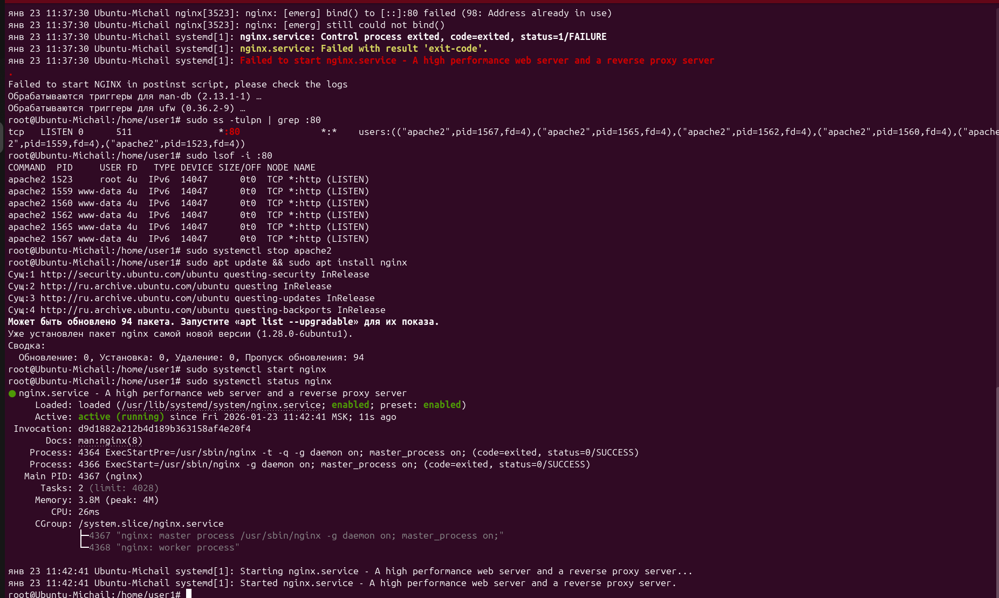 янв 23 11:37:30 Ubuntu-Michail nginx[3523]: nginx: [emerg] bind() to [::]:80 failed (98: Address already in use)
янв 23 11:37:30 Ubuntu-Michail nginx[3523]: nginx: [emerg] still could not bind()
янв 23 11:37:30 Ubuntu-Michail systemd[1]: nginx.service: Control process exited, code=exited, status=1/FAILURE
янв 23 11:37:30 Ubuntu-Michail systemd[1]: nginx.service: Failed with result 'exit-code'.
янв 23 11:37:30 Ubuntu-Michail systemd[1]: Failed to start nginx.service - A high performance web server and a reverse proxy server
.
Failed to start NGINX in postinst script, please check the logs
Обрабатываются триггеры для man-db (2.13.1-1) …
Обрабатываются триггеры для ufw (0.36.2-9) …
root@Ubuntu-Michail:/home/user1# sudo ss -tulpn | grep :80
tcp   LISTEN 0      511                *:80               *:*    users:(("apache2",pid=1567,fd=4),("apache2",pid=1565,fd=4),("apache2",pid=1562,fd=4),("apache2",pid=1560,fd=4),("apache
2",pid=1559,fd=4),("apache2",pid=1523,fd=4))
root@Ubuntu-Michail:/home/user1# sudo lsof -i :80
COMMAND  PID     USER FD   TYPE DEVICE SIZE/OFF NODE NAME
apache2 1523     root 4u  IPv6  14047      0t0  TCP *:http (LISTEN)
apache2 1559 www-data 4u  IPv6  14047      0t0  TCP *:http (LISTEN)
apache2 1560 www-data 4u  IPv6  14047      0t0  TCP *:http (LISTEN)
apache2 1562 www-data 4u  IPv6  14047      0t0  TCP *:http (LISTEN)
apache2 1565 www-data 4u  IPv6  14047      0t0  TCP *:http (LISTEN)
apache2 1567 www-data 4u  IPv6  14047      0t0  TCP *:http (LISTEN)
root@Ubuntu-Michail:/home/user1# sudo systemctl stop apache2
root@Ubuntu-Michail:/home/user1# sudo apt update && sudo apt install nginx
Сущ:1 http://security.ubuntu.com/ubuntu questing-security InRelease
Сущ:2 http://ru.archive.ubuntu.com/ubuntu questing InRelease
Сущ:3 http://ru.archive.ubuntu.com/ubuntu questing-updates InRelease
Сущ:4 http://ru.archive.ubuntu.com/ubuntu questing-backports InRelease
Может быть обновлено 94 пакета. Запустите «apt list --upgradable» для их показа.
Уже установлен пакет nginx самой новой версии (1.28.0-6ubuntu1).
Сводка:
  Обновление: 0, Установка: 0, Удаление: 0, Пропуск обновления: 94
root@Ubuntu-Michail:/home/user1# sudo systemctl start nginx
root@Ubuntu-Michail:/home/user1# sudo systemctl status nginx
● nginx.service - A high performance web server and a reverse proxy server
     Loaded: loaded (/usr/lib/systemd/system/nginx.service; enabled; preset: enabled)
     Active: active (running) since Fri 2026-01-23 11:42:41 MSK; 11s ago
 Invocation: d9d1882a212b4d189b363158af4e20f4
       Docs: man:nginx(8)
    Process: 4364 ExecStartPre=/usr/sbin/nginx -t -q -g daemon on; master_process on; (code=exited, status=0/SUCCESS)
    Process: 4366 ExecStart=/usr/sbin/nginx -g daemon on; master_process on; (code=exited, status=0/SUCCESS)
   Main PID: 4367 (nginx)
      Tasks: 2 (limit: 4028)
     Memory: 3.8M (peak: 4M)
        CPU: 26ms
     CGroup: /system.slice/nginx.service
             ├─4367 "nginx: master process /usr/sbin/nginx -g daemon on; master_process on;"
             └─4368 "nginx: worker process"
янв 23 11:42:41 Ubuntu-Michail systemd[1]: Starting nginx.service - A high performance web server and a reverse proxy server...
янв 23 11:42:41 Ubuntu-Michail systemd[1]: Started nginx.service - A high performance web server and a reverse proxy server.
root@Ubuntu-Michail:/home/user1#